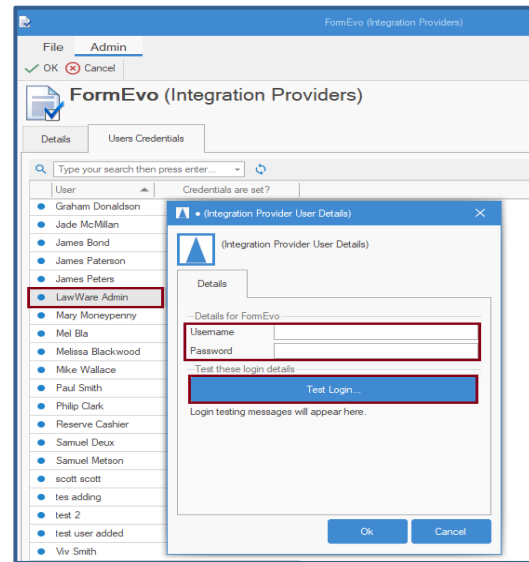 FormEvo (Integration Providers)
File Admin
OK Cancel
FormEvo (Integration Providers)
Details Users Credentials
Type your search then press enter...
User Credentials are set?
Graham Donaldson
Jade McMillan
James Bond
James Paterson
James Peters
LawWare Admin
Mary Moneypenny
Mel Bla
Melissa Blackwood
Mike Wallace
Paul Smith
Philip Clark
Reserve Cashier
Samuel Deux
Samuel Metson
scott scott
tes adding
test 2
test user added
Viv Smith
(Integration Provider User Details)
(Integration Provider User Details)
Details
Details for FormEvo
Username
Password
Test these login details
Test Login...
Login testing messages will appear here.
Ok Cancel